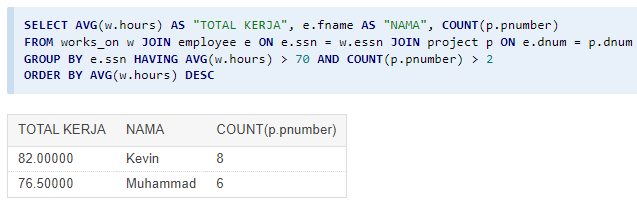 SELECT AVG(w.hours) AS "TOTAL KERJA", e.fname AS "NAMA", COUNT(p.pnumber)
FROM works_on w JOIN employee e ON e.ssn = w.essn JOIN project p ON e.dnum = p.dnum
GROUP BY e.ssn HAVING AVG(w.hours) > 70 AND COUNT(p.pnumber) > 2
ORDER BY AVG(w.hours) DESC
TOTAL KERJA NAMA COUNT(p.pnumber)
82.00000 Kevin 8
76.50000 Muhammad 6